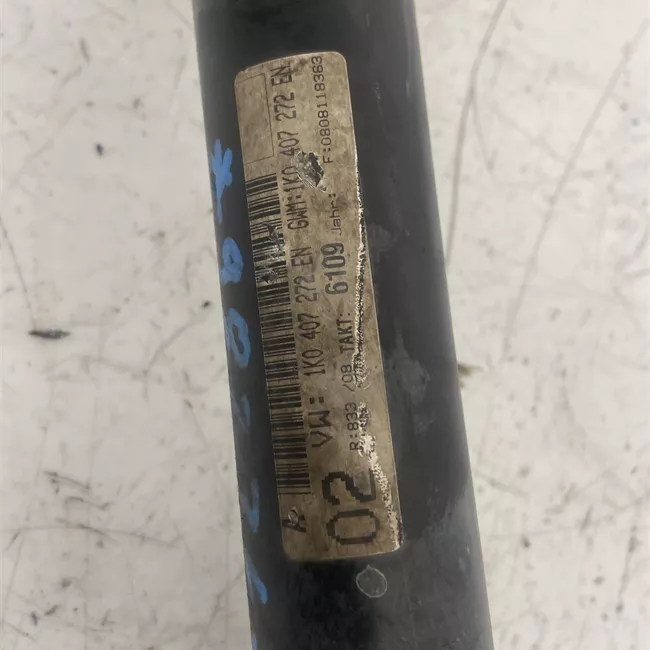 A
VW: 1K0 407 272 EN GWM:1K0 407 272 EN
02
R:833 /08 TAKT: 6109 Jahr: F:0808118363